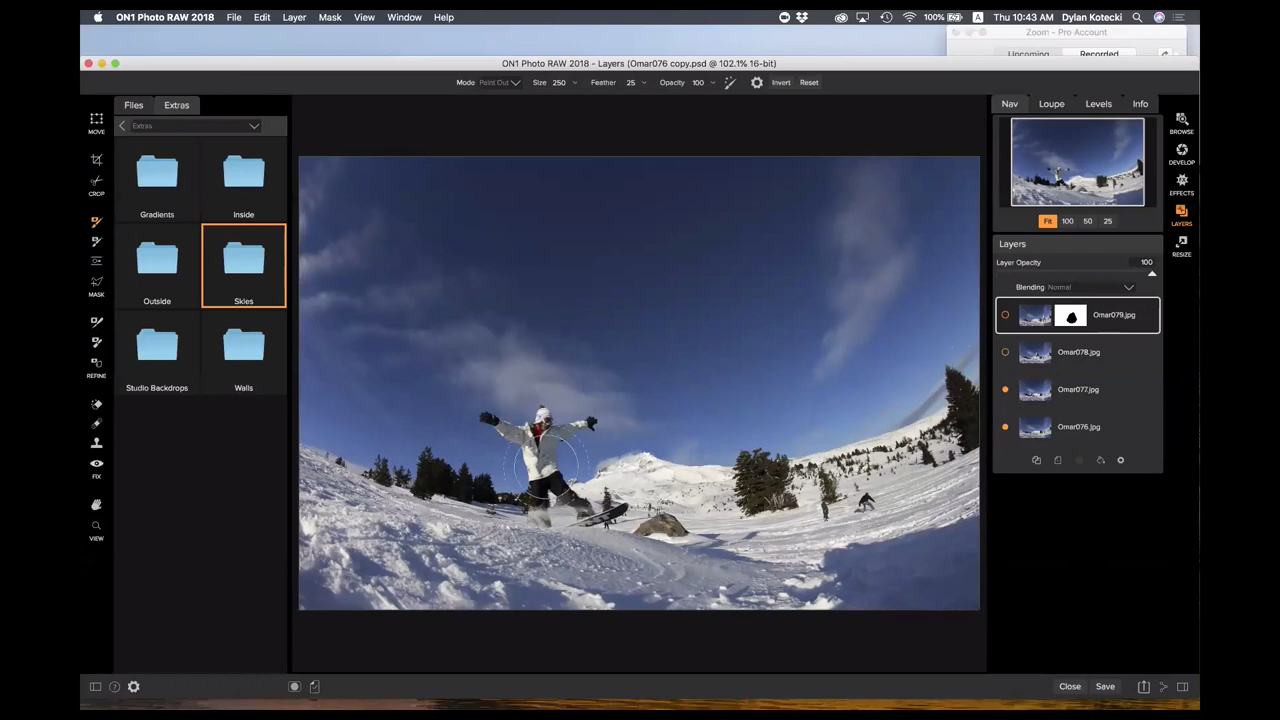 ON1 Photo RAW 2018 File Edit Layer Mask View Window Help 100% A Thu 10:43 AM Dylan Kotecki
Zoom - Pro Account
Upcoming Recorded
ON1 Photo RAW 2018 - Layers (Omar076 copy.psd @ 102.1% 16-bit)
Mode Paint Out Size 250 Feather 25 Opacity 100 Invert Reset
Files Extras
Extras
Gradients Inside
Outside Skies
Studio Backdrops Walls
MOVE
CROP
MASK
REFINE
FIX
VIEW
Nav Loupe Levels Info
Fit 100 50 25
Layers
Layer Opacity 100
Blending Normal
Omar079.jpg
Omar078.jpg
Omar077.jpg
Omar076.jpg
BROWSE
DEVELOP
EFFECTS
LAYERS
RESIZE
? Close Save